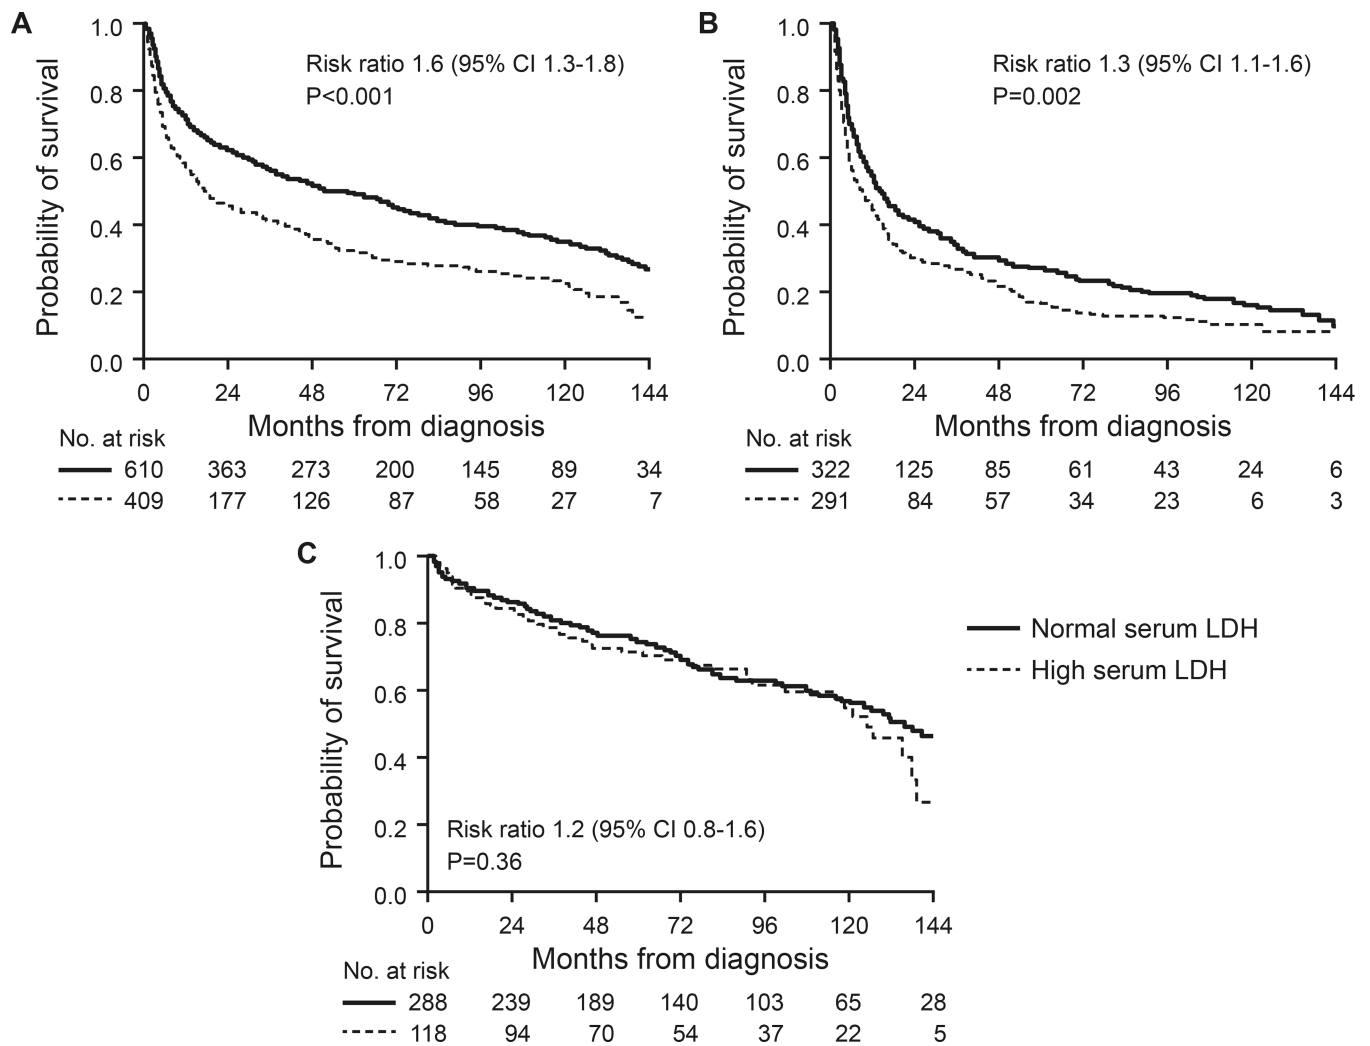 A
Probability of survival
1.0
0.8
0.6
0.4
0.2
0.0
Risk ratio 1.6 (95% CI 1.3-1.8)
P<0.001
0 24 48 72 96 120 144
Months from diagnosis
No. at risk
610 363 273 200 145 89 34
409 177 126 87 58 27 7
B
Probability of survival
1.0
0.8
0.6
0.4
0.2
0.0
Risk ratio 1.3 (95% CI 1.1-1.6)
P=0.002
0 24 48 72 96 120 144
Months from diagnosis
No. at risk
322 125 85 61 43 24 6
291 84 57 34 23 6 3
C
Probability of survival
1.0
0.8
0.6
0.4
0.2
0.0
Risk ratio 1.2 (95% CI 0.8-1.6)
P=0.36
0 24 48 72 96 120 144
Months from diagnosis
No. at risk
288 239 189 140 103 65 28
118 94 70 54 37 22 5
Normal serum LDH
High serum LDH